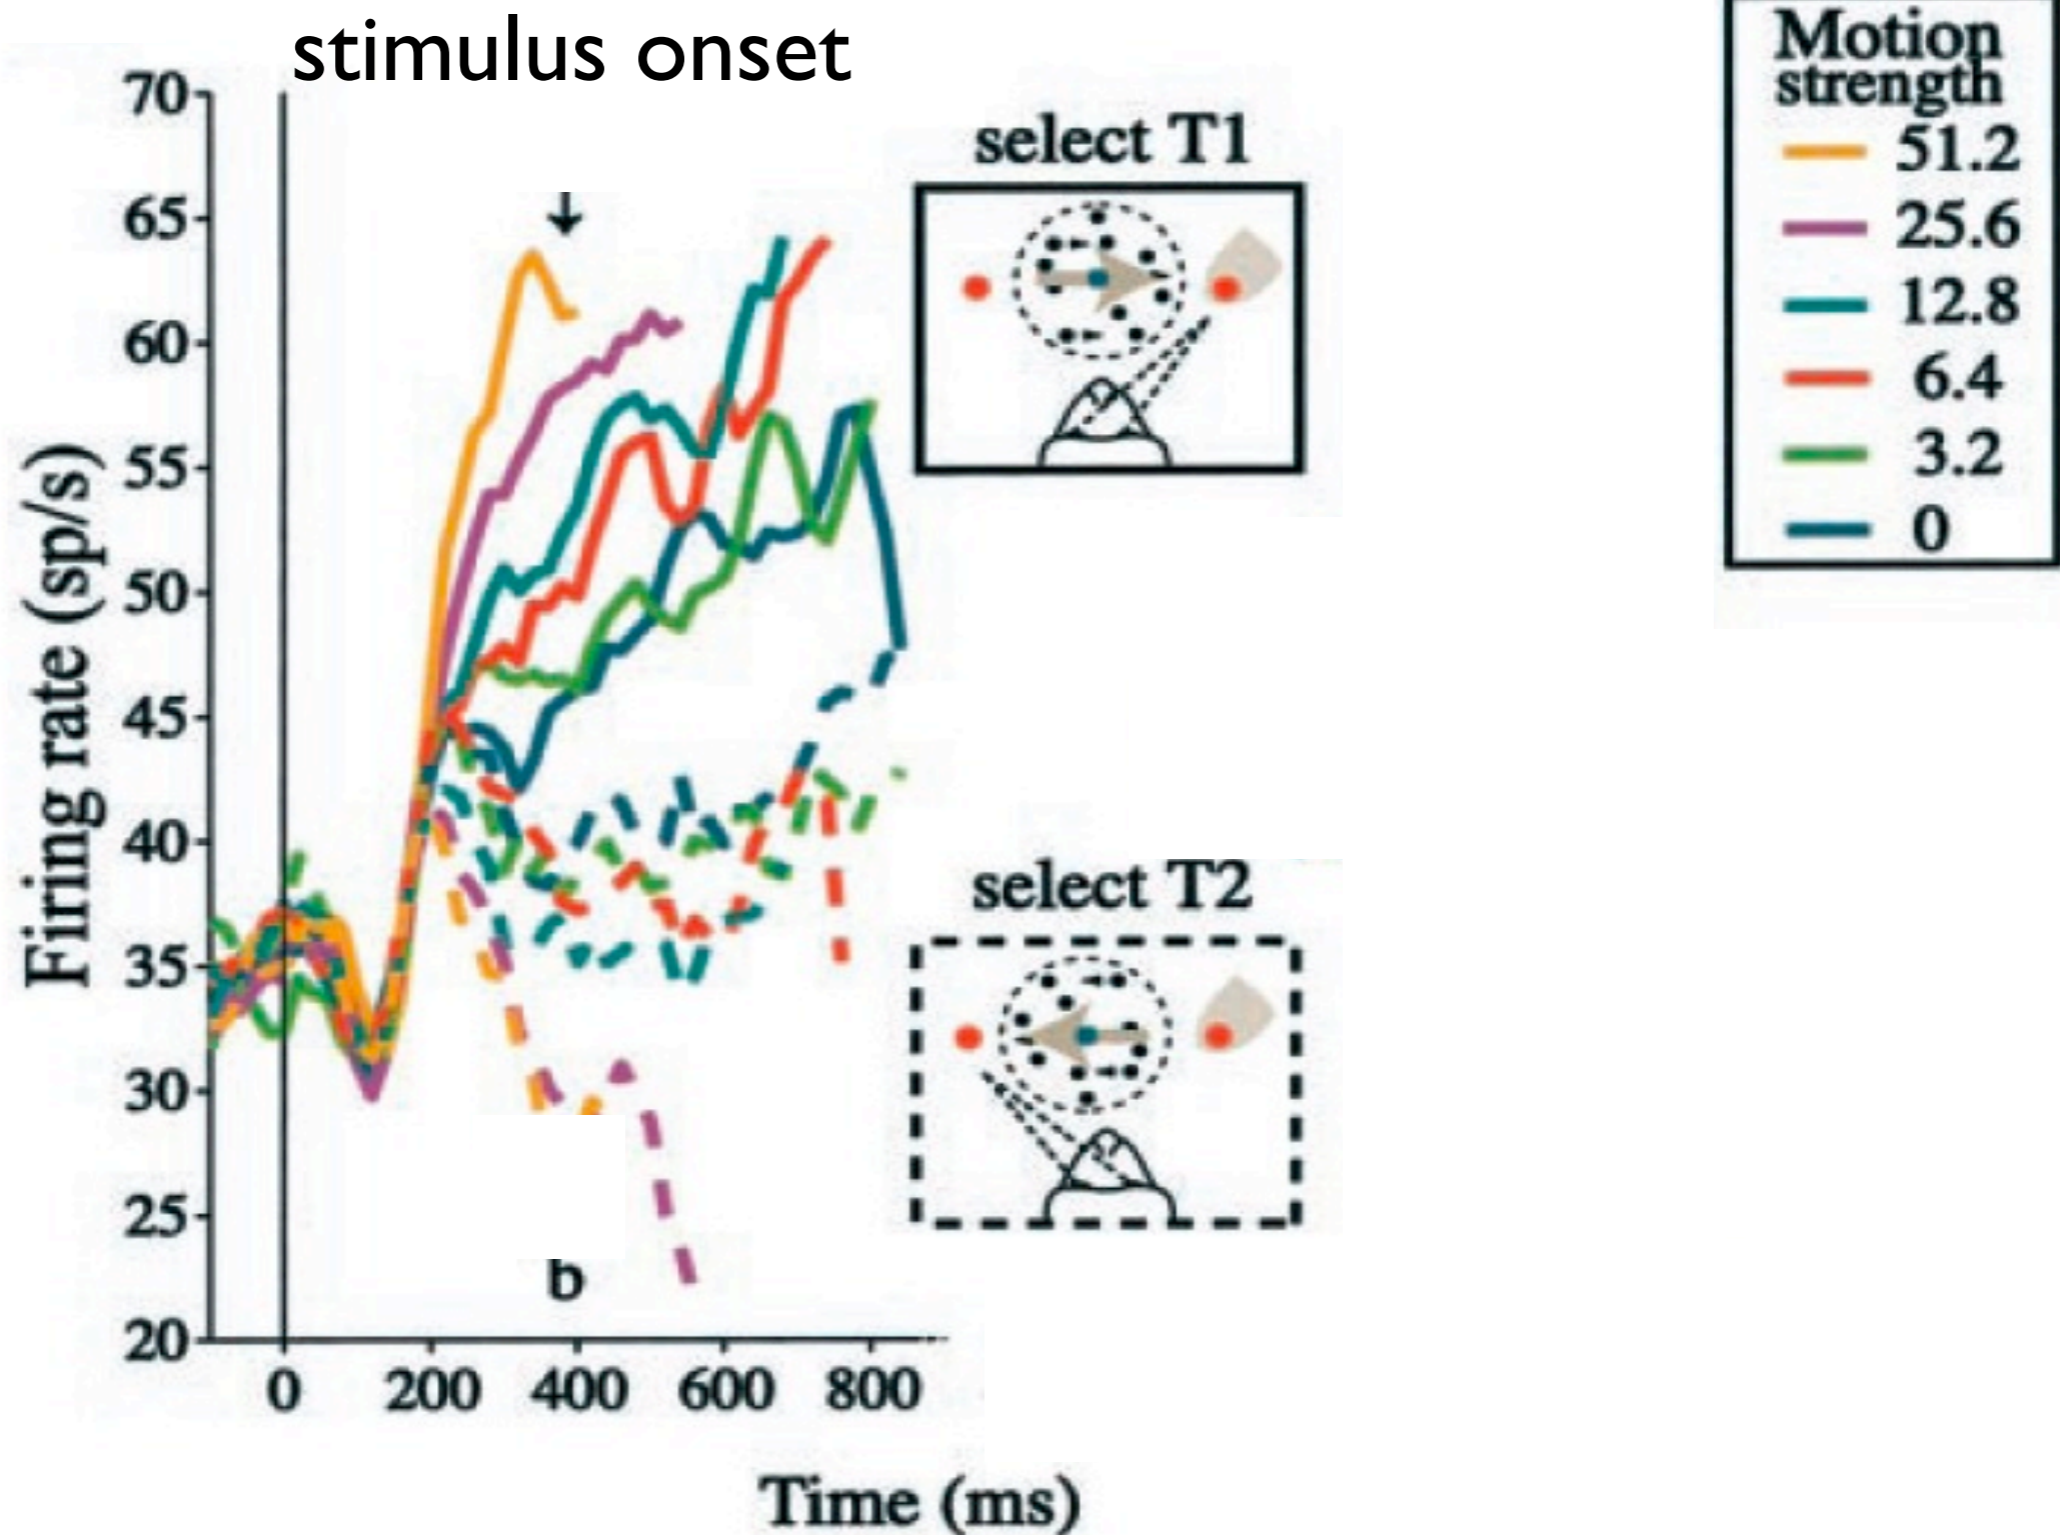 stimulus onset
70
65
60
55
50
45
40
35
30
25
20
Firing rate (sp/s)
0 200 400 600 800
Time (ms)
b
select T1
select T2
Motion
strength
51.2
25.6
12.8
6.4
3.2
0